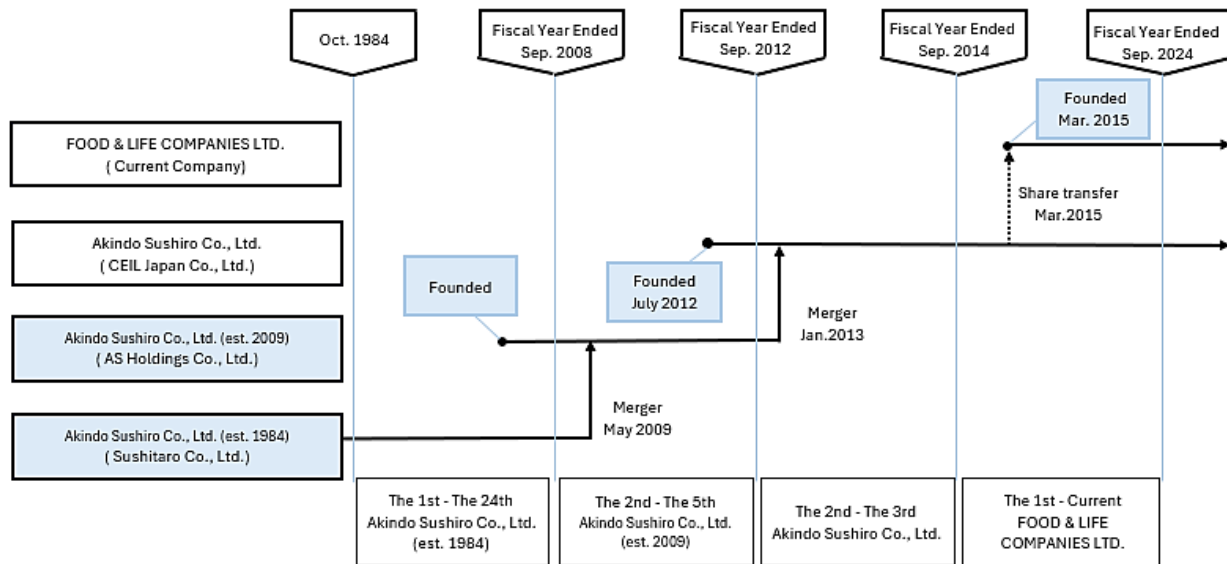 Oct. 1984
Fiscal Year Ended
Sep. 2008
Fiscal Year Ended
Sep. 2012
Fiscal Year Ended
Sep. 2014
Fiscal Year Ended
Sep. 2024
Founded
Mar. 2015
FOOD & LIFE COMPANIES LTD.
( Current Company)
Share transfer
Mar.2015
Akindo Sushiro Co., Ltd.
( CEIL Japan Co., Ltd.)
Founded
Founded
July 2012
Merger
Jan.2013
Akindo Sushiro Co., Ltd. (est. 2009)
( AS Holdings Co., Ltd.)
Merger
May 2009
Akindo Sushiro Co., Ltd. (est. 1984)
( Sushitaro Co., Ltd.)
The 1st - The 24th
Akindo Sushiro Co., Ltd.
(est. 1984)
The 2nd - The 5th
Akindo Sushiro Co., Ltd.
(est. 2009)
The 2nd - The 3rd
Akindo Sushiro Co., Ltd.
The 1st - Current
FOOD & LIFE
COMPANIES LTD.